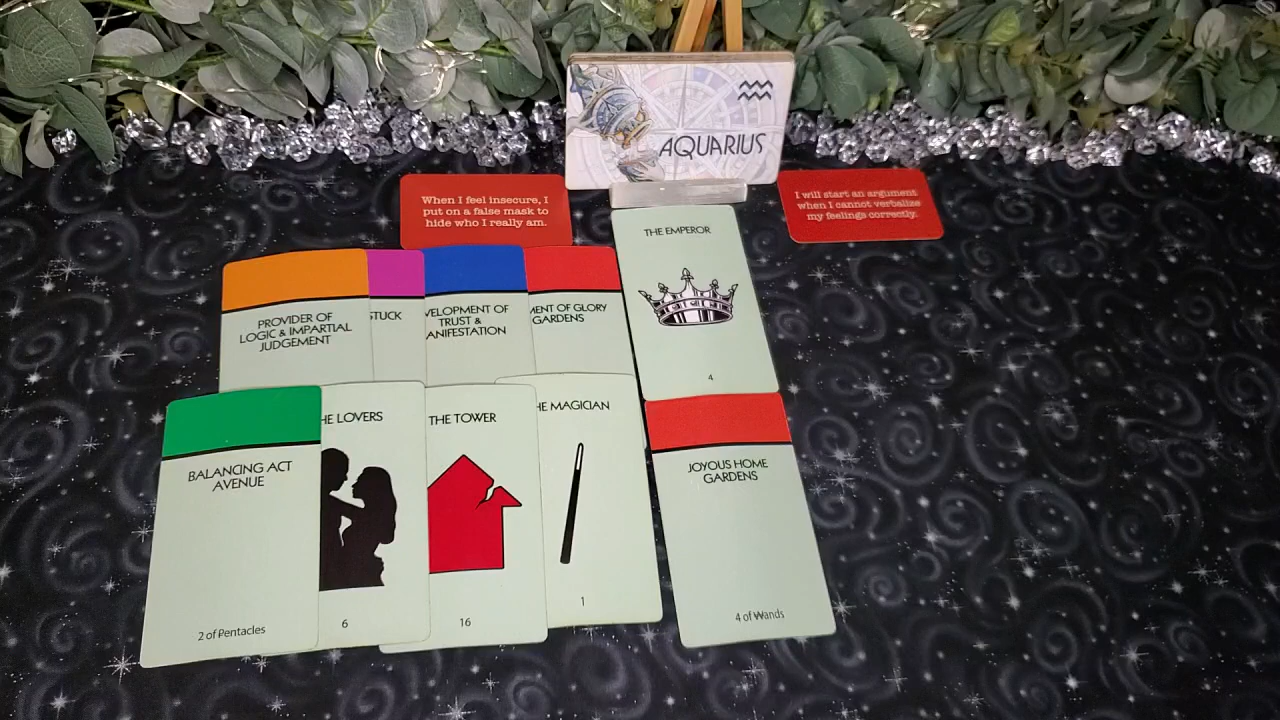 AQUARIUS
When I feel insecure, I
put on a false mask to
hide who I really am.
I will start an argument
when I cannot verbalize
my feelings correctly.
THE EMPEROR
4
PROVIDER OF
LOGIC & IMPARTIAL
JUDGEMENT
STUCK
VELOPMENT OF
TRUST &
ANIFESTATION
MENT OF GLORY
GARDENS
BALANCING ACT
AVENUE
2 of Pentacles
HE LOVERS
6
THE TOWER
16
HE MAGICIAN
1
JOYOUS HOME
GARDENS
4 of Wands